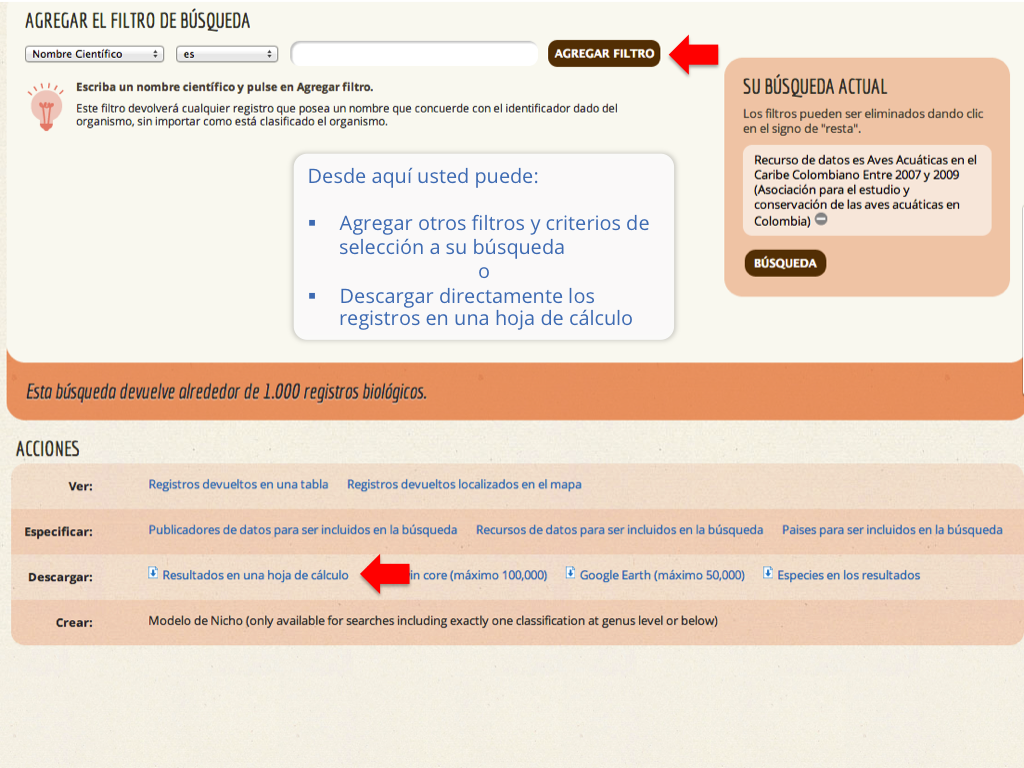 AGREGAR EL FILTRO DE BÚSQUEDA
Nombre Científico
es
AGREGAR FILTRO
Escriba un nombre científico y pulse en Agregar filtro.
Este filtro devolverá cualquier registro que posea un nombre que concuerde con el identificador dado del
organismo, sin importar como está clasificado el organismo.
SU BÚSQUEDA ACTUAL
Los filtros pueden ser eliminados dando clic
en el signo de "resta".
Recurso de datos es Aves Acuáticas en el
Caribe Colombiano Entre 2007 y 2009
(Asociación para el estudio y
conservación de las aves acuáticas en
Colombia)
BÚSQUEDA
Desde aquí usted puede:
▪ Agregar otros filtros y criterios de
selección a su búsqueda
o
▪ Descargar directamente los
registros en una hoja de cálculo
Esta búsqueda devuelve alrededor de 1.000 registros biológicos.
ACCIONES
Ver: Registros devueltos en una tabla Registros devueltos localizados en el mapa
Especificar: Publicadores de datos para ser incluidos en la búsqueda Recursos de datos para ser incluidos en la búsqueda Paises para ser incluidos en la búsqueda
Descargar: Resultados en una hoja de cálculo in core (máximo 100,000) Google Earth (máximo 50,000) Especies en los resultados
Crear: Modelo de Nicho (only available for searches including exactly one classification at genus level or below)